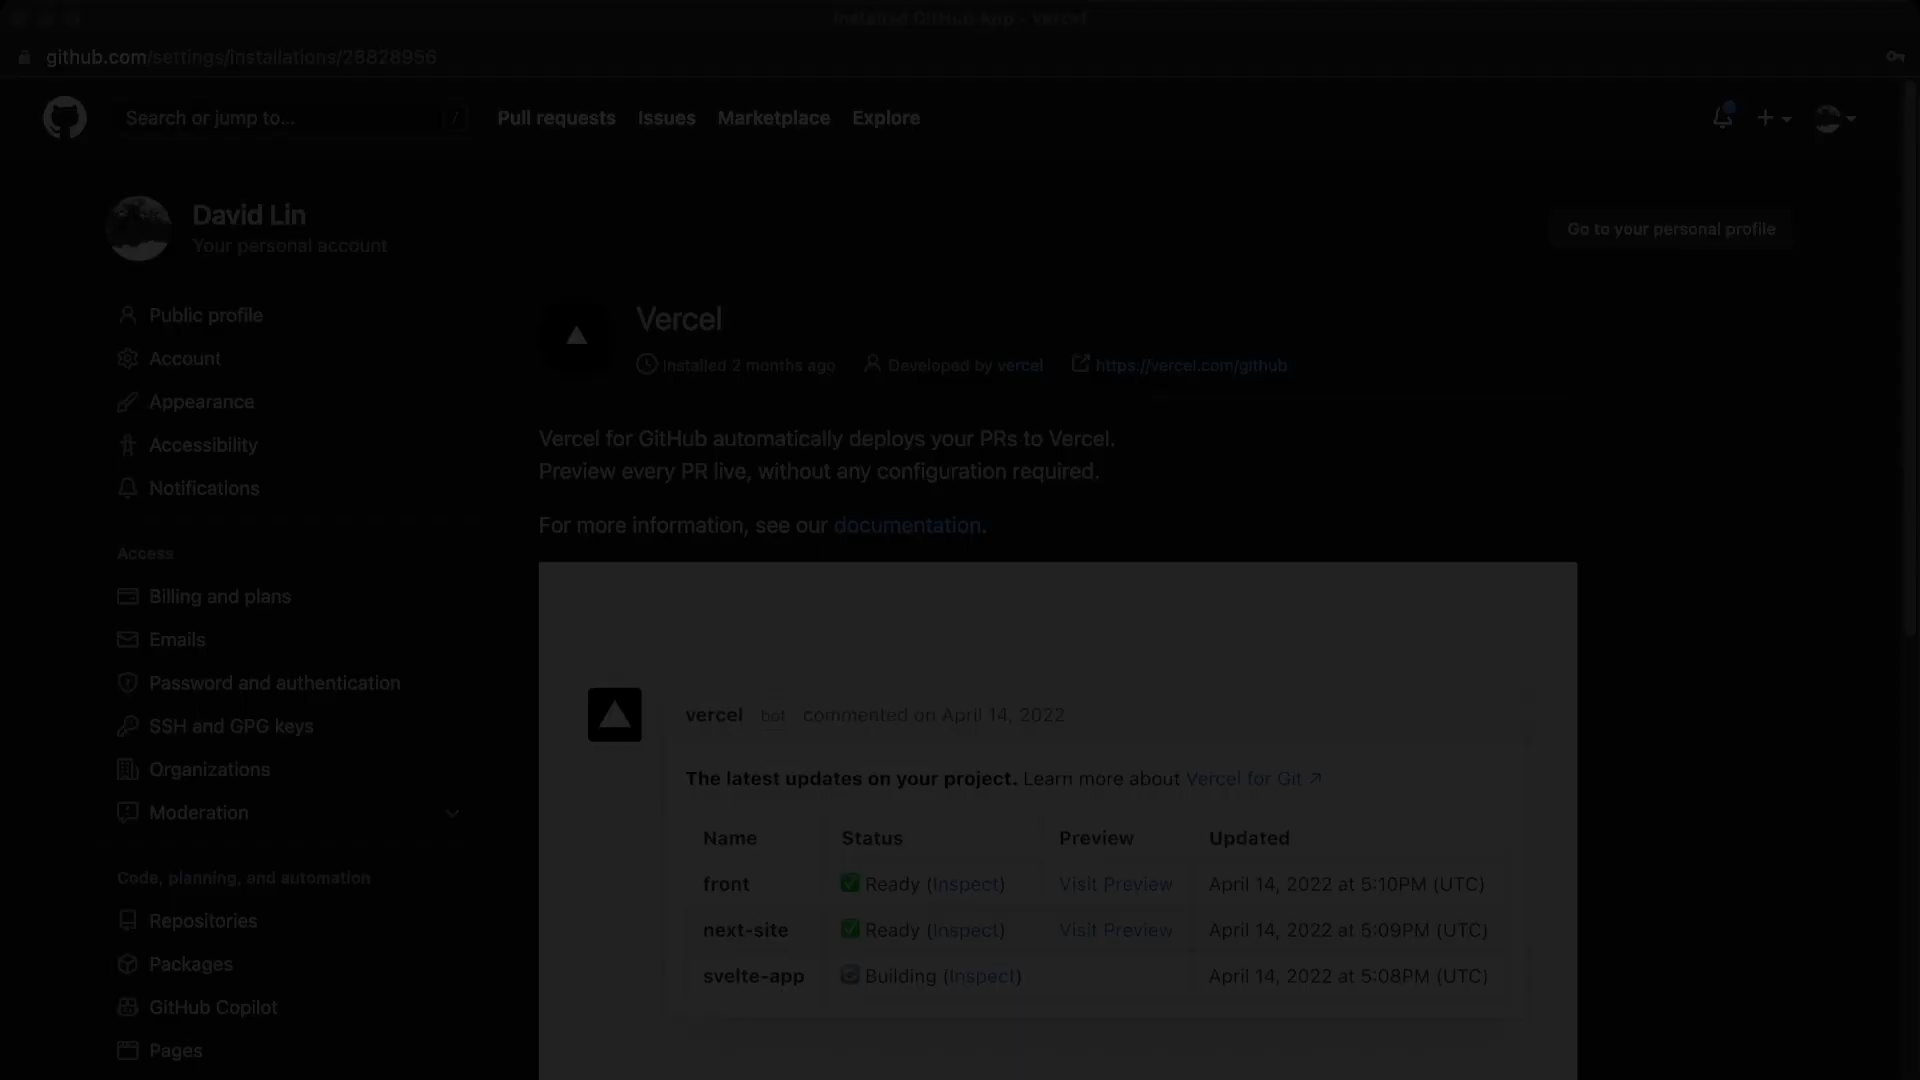 Installed GitHub App - vercel
github.com/settings/installations/28828956
Search or jump to... /
Pull requests Issues Marketplace Explore
David Lin
Your personal account
Go to your personal profile
Public profile
Account
Appearance
Accessibility
Notifications
Access
Billing and plans
Emails
Password and authentication
SSH and GPG keys
Organizations
Moderation
Code, planning, and automation
Repositories
Packages
GitHub Copilot
Pages
Vercel
Installed 2 months ago Developed by vercel https://vercel.com/github
Vercel for GitHub automatically deploys your PRs to Vercel.
Preview every PR live, without any configuration required.
For more information, see our documentation.
vercel bot commented on April 14, 2022
The latest updates on your project. Learn more about Vercel for Git ↗
Name Status Preview Updated
front ✅ Ready (Inspect) Visit Preview April 14, 2022 at 5:10PM (UTC)
next-site ✅ Ready (Inspect) Visit Preview April 14, 2022 at 5:09PM (UTC)
svelte-app Building (Inspect) April 14, 2022 at 5:08PM (UTC)